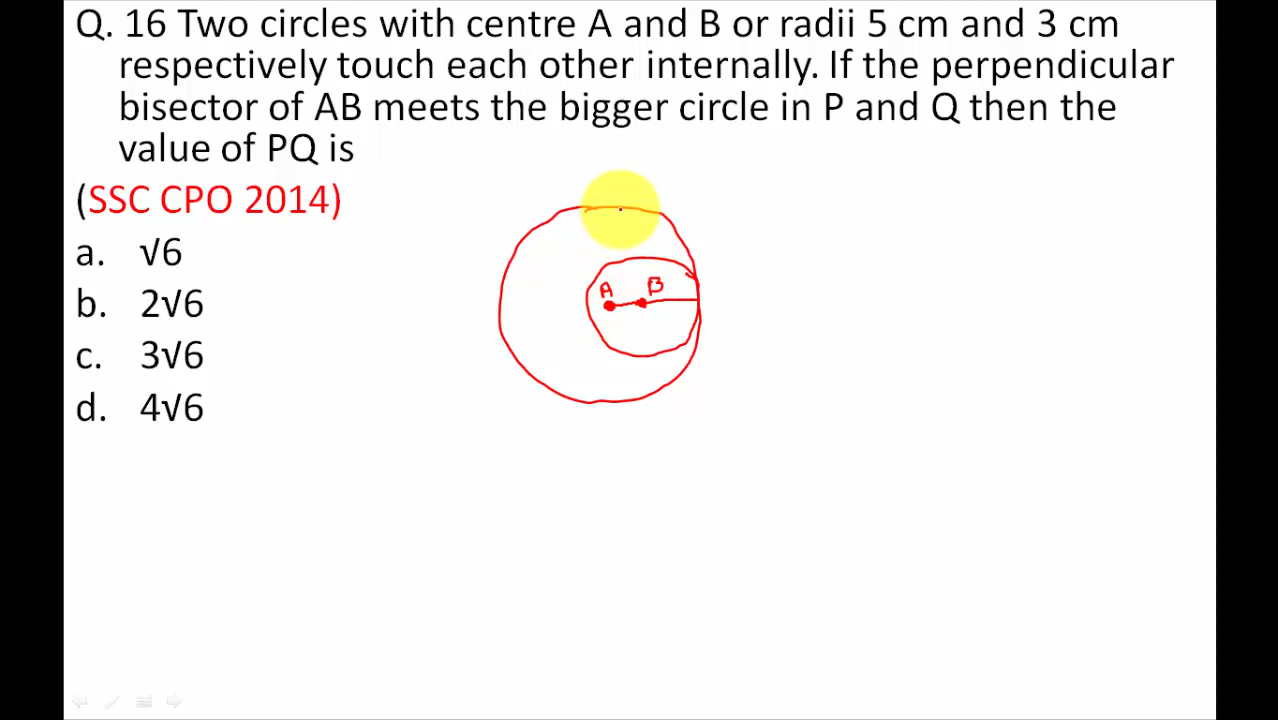 Q. 16 Two circles with centre A and B or radii 5 cm and 3 cm
respectively touch each other internally. If the perpendicular
bisector of AB meets the bigger circle in P and Q then the
value of PQ is
(SSC CPO 2014)
a. √6
A B
b. 2√6
c. 3√6
d. 4√6